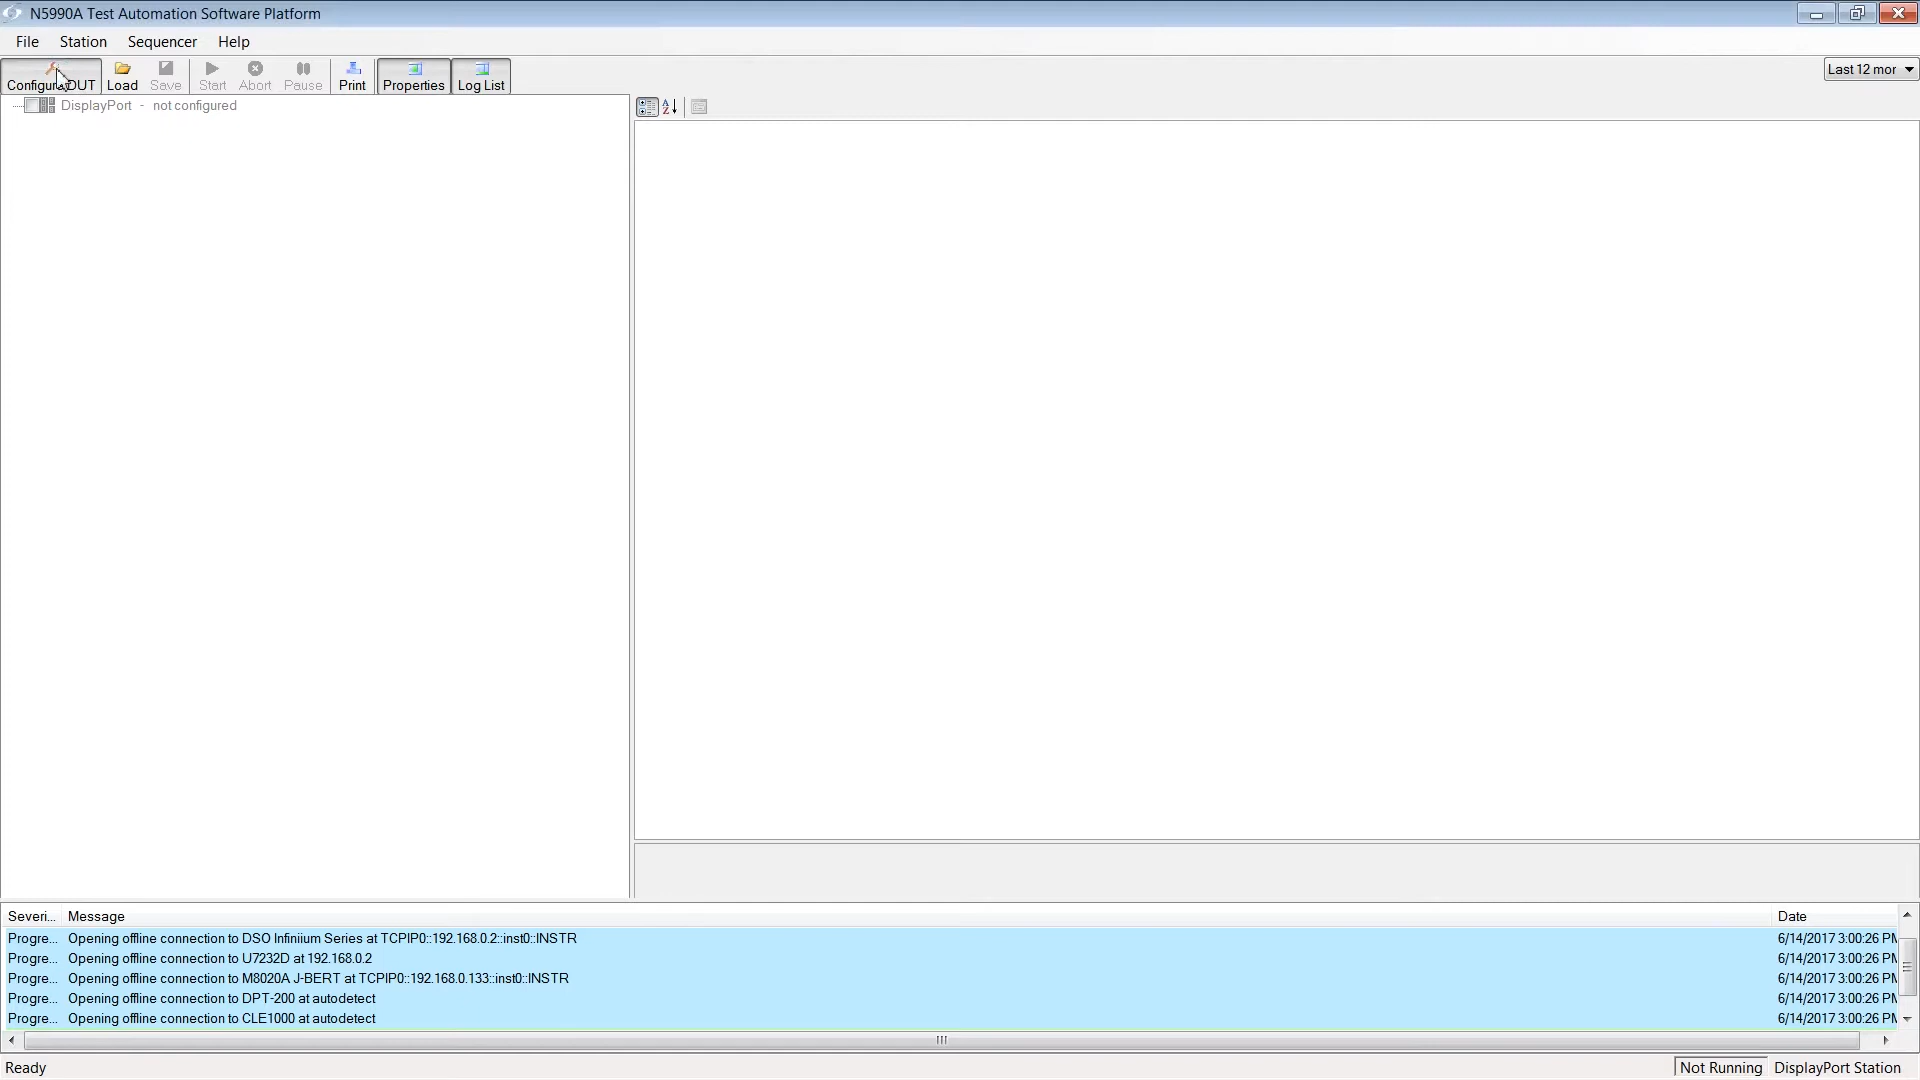 N5990A Test Automation Software Platform
File Station Sequencer Help
Configure DUT Load Save Start Abort Pause Print Properties Log List Last 12 mor
DisplayPort - not configured
Severi... Message Date
Progre... Opening offline connection to DSO Infiniium Series at TCPIP0::192.168.0.2::inst0::INSTR 6/14/2017 3:00:26 PM
Progre... Opening offline connection to U7232D at 192.168.0.2 6/14/2017 3:00:26 PM
Progre... Opening offline connection to M8020A J-BERT at TCPIP0::192.168.0.133::inst0::INSTR 6/14/2017 3:00:26 PM
Progre... Opening offline connection to DPT-200 at autodetect 6/14/2017 3:00:26 PM
Progre... Opening offline connection to CLE1000 at autodetect 6/14/2017 3:00:26 PM
Ready Not Running DisplayPort Station